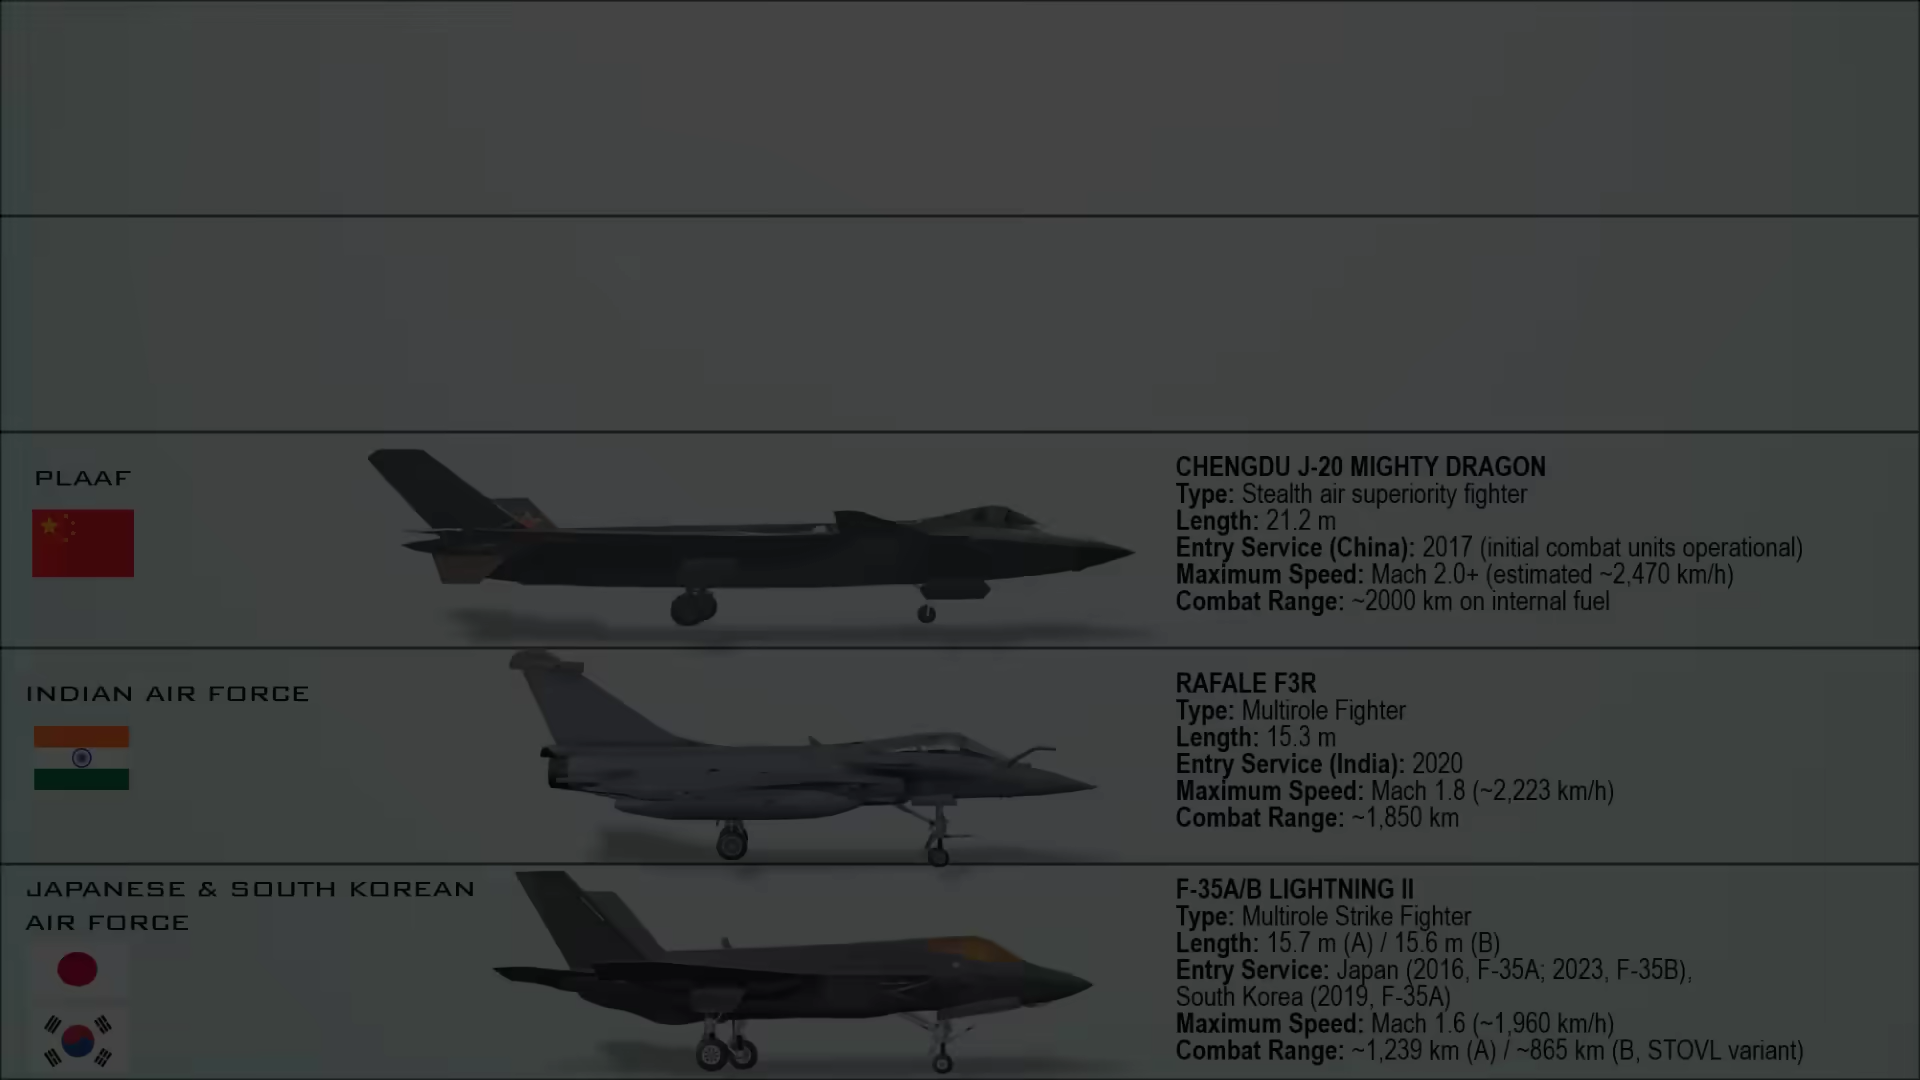 PLAAF
CHENGDU J-20 MIGHTY DRAGON
Type: Stealth air superiority fighter
Length: 21.2 m
Entry Service (China): 2017 (initial combat units operational)
Maximum Speed: Mach 2.0+ (estimated ~2,470 km/h)
Combat Range: ~2000 km on internal fuel
INDIAN AIR FORCE
RAFALE F3R
Type: Multirole Fighter
Length: 15.3 m
Entry Service (India): 2020
Maximum Speed: Mach 1.8 (~2,223 km/h)
Combat Range: ~1,850 km
JAPANESE & SOUTH KOREAN
AIR FORCE
F-35A/B LIGHTNING II
Type: Multirole Strike Fighter
Length: 15.7 m (A) / 15.6 m (B)
Entry Service: Japan (2016, F-35A; 2023, F-35B),
South Korea (2019, F-35A)
Maximum Speed: Mach 1.6 (~1,960 km/h)
Combat Range: ~1,239 km (A) / ~865 km (B, STOVL variant)